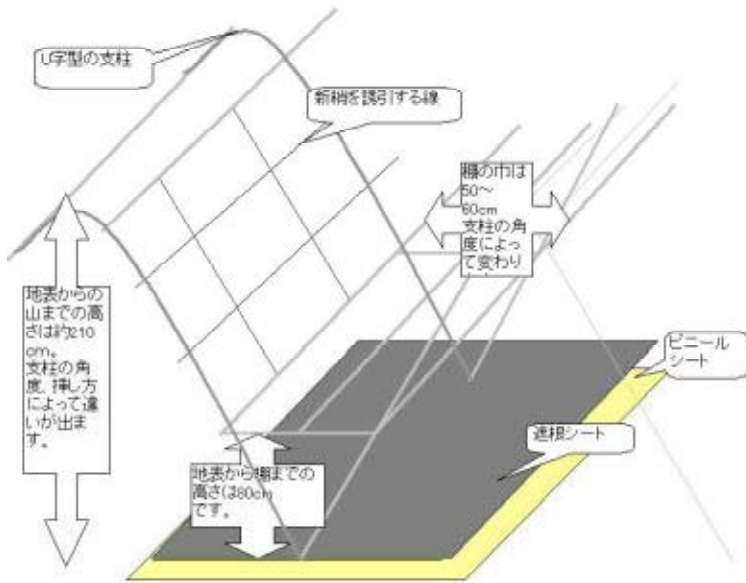 U字型の支柱
新梢を誘引する線
棚の巾は
50～
60cm
支柱の角
度によっ
て変わり
地表からの
山までの高
さは約210
cm。
支柱の角
度、挿し方
によって違
いが出ま
す。
ビニール
シート
遮根シート
地表から棚までの
高さは80cm
です。